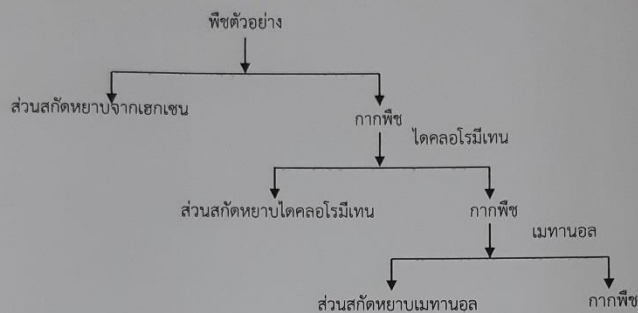 พืชตัวอย่าง
ส่วนสกัดหยาบจากเฮกเซน
กากพืช
ไดคลอโรมีเทน
ส่วนสกัดหยาบไดคลอโรมีเทน
กากพืช
เมทานอล
ส่วนสกัดหยาบเมทานอล
กากพืช